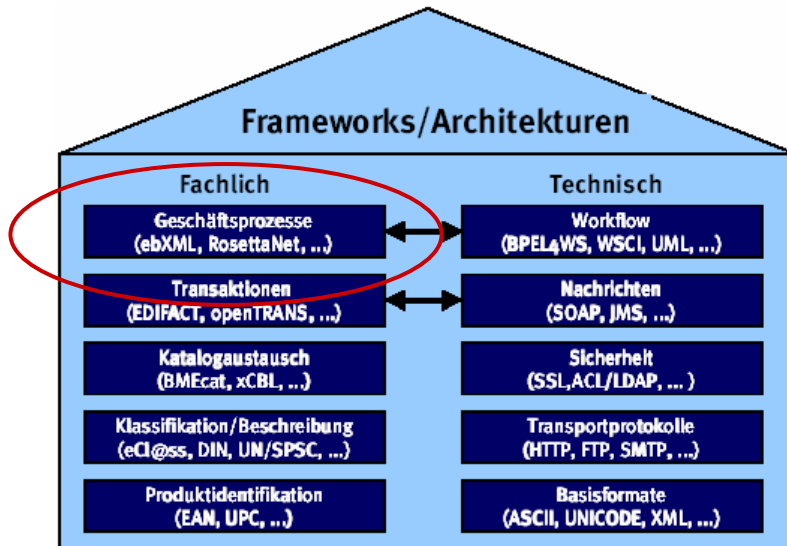 Frameworks/Architekturen
Fachlich
Geschäftsprozesse
(ebXML, RosettaNet, ...)
Transaktionen
(EDIFACT, openTRANS, ...)
Katalogaustausch
(BMEcat, xCBL, ...)
Klassifikation/Beschreibung
(eCl@ss, DIN, UN/SPSC, ...)
Produktidentifikation
(EAN, UPC, ...)
Technisch
Workflow
(BPEL4WS, WSCI, UML, ...)
Nachrichten
(SOAP, JMS, ...)
Sicherheit
(SSL,ACL/LDAP, ... )
Transportprotokolle
(HTTP, FTP, SMTP, ...)
Basisformate
(ASCII, UNICODE, XML, ...)